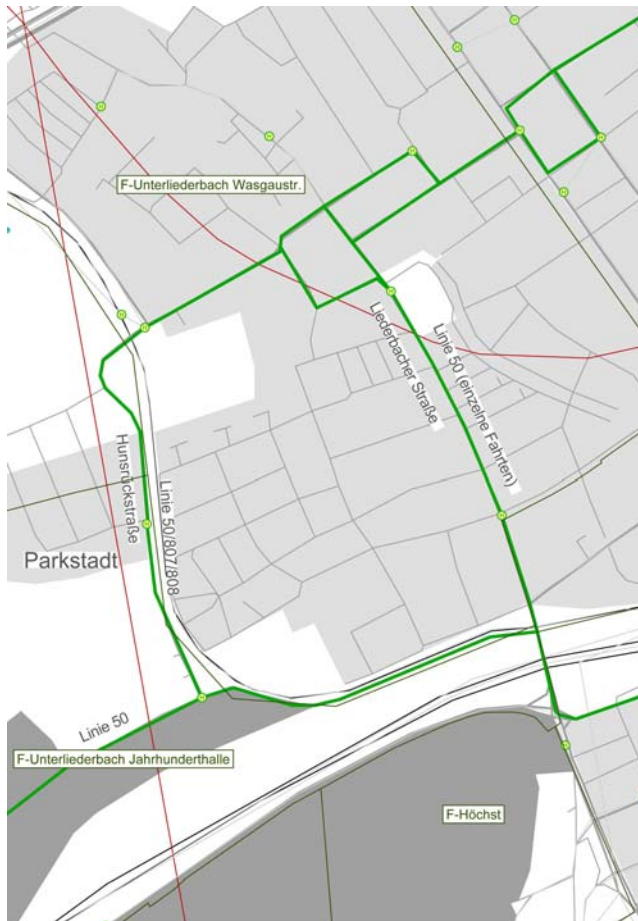 F-Unterliederbach Wasgaustr.
Liederbacher Straße
Linie 50 (einzelne Fahrten)
Hunsrückstraße
Linie 50/807/808
Parkstadt
Linie 50
F-Unterliederbach Jahrhunderthalle
F-Höchst